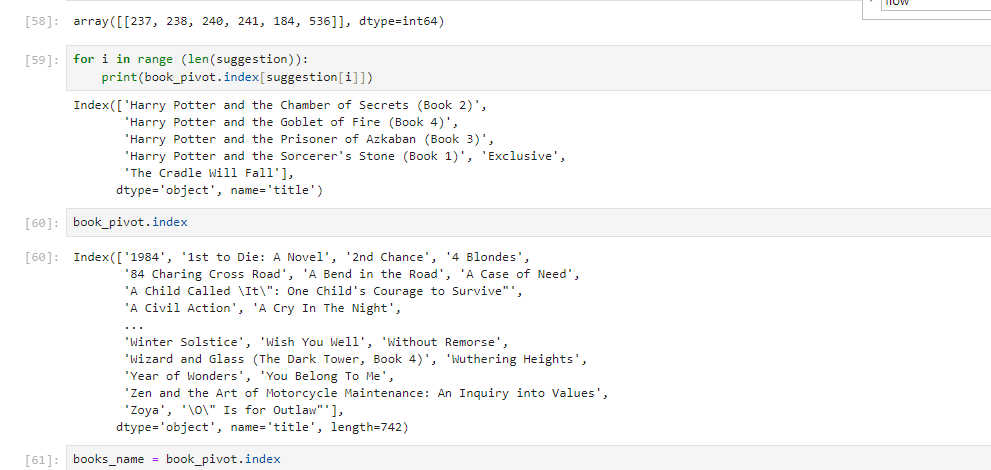 now
[58]: array([[237, 238, 240, 241, 184, 536]], dtype=int64)
[59]: for i in range (len(suggestion)):
print(book_pivot.index[suggestion[i]])
Index(['Harry Potter and the Chamber of Secrets (Book 2)',
'Harry Potter and the Goblet of Fire (Book 4)',
'Harry Potter and the Prisoner of Azkaban (Book 3)',
'Harry Potter and the Sorcerer's Stone (Book 1)', 'Exclusive',
'The Cradle Will Fall'],
dtype='object', name='title')
[60]: book_pivot.index
[60]: Index(['1984', '1st to Die: A Novel', '2nd Chance', '4 Blondes',
'84 Charing Cross Road', 'A Bend in the Road', 'A Case of Need',
'A Child Called \It\": One Child's Courage to Survive"',
'A Civil Action', 'A Cry In The Night',
...
'Winter Solstice', 'Wish You Well', 'Without Remorse',
'Wizard and Glass (The Dark Tower, Book 4)', 'Wuthering Heights',
'Year of Wonders', 'You Belong To Me',
'Zen and the Art of Motorcycle Maintenance: An Inquiry into Values',
'Zoya', '\O\" Is for Outlaw"'],
dtype='object', name='title', length=742)
[61]: books_name = book_pivot.index